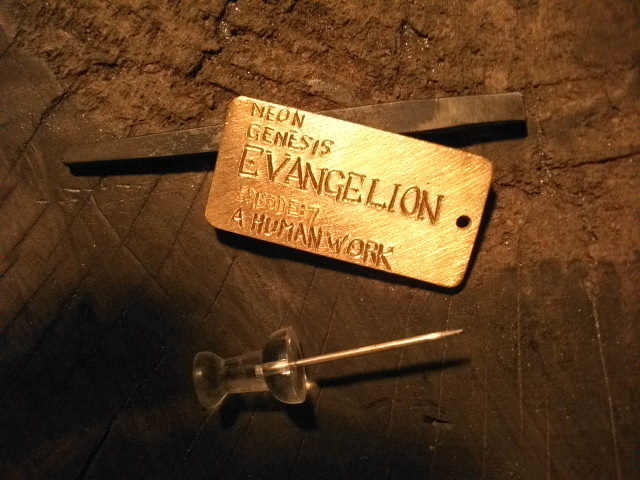 NEON
GENESIS
EVANGELION
EPISODE:7
A HUMAN WORK